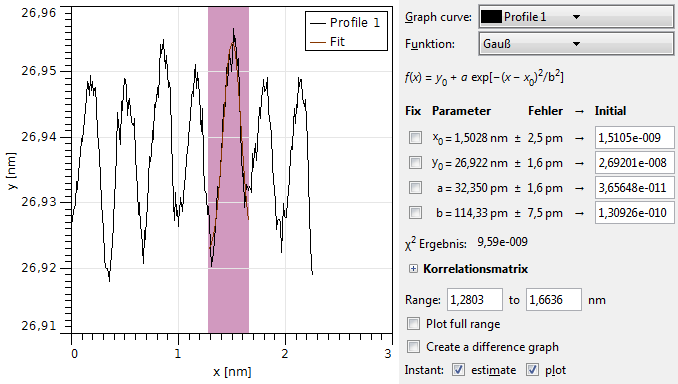 26,96
26,95
26,94
26,93
26,92
26,91
y [nm]
0
1
2
3
x [nm]
Profile 1
Fit
Graph curve: Profile 1
Funktion: Gauß
f(x) = y₀ + a exp[−(x − x₀)²/b²]
Fix Parameter Fehler → Initial
x₀ = 1,5028 nm ± 2,5 pm → 1,5105e-009
y₀ = 26,922 nm ± 1,6 pm → 2,69201e-008
a = 32,350 pm ± 1,6 pm → 3,65648e-011
b = 114,33 pm ± 7,5 pm → 1,30926e-010
χ² Ergebnis: 9,59e-009
Korrelationsmatrix
Range: 1,2803 to 1,6636 nm
Plot full range
Create a difference graph
Instant: estimate plot